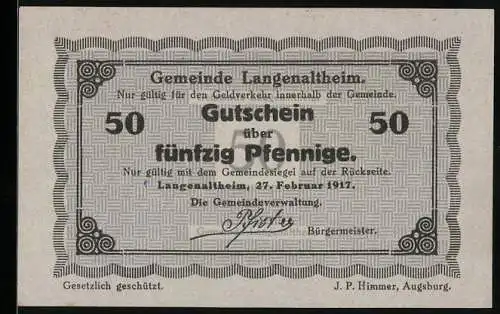 Gemeinde Langenaltheim.
Nur gültig für den Geldverkehr innerhalb der Gemeinde.
50 Gutschein 50
über
fünfzig Pfennige.
Nur gültig mit dem Gemeindesiegel auf der Rückseite.
Langenaltheim, 27. Februar 1917.
Die Gemeindeverwaltung.
Bürgermeister.
Gesetzlich geschützt. J. P. Himmer, Augsburg.